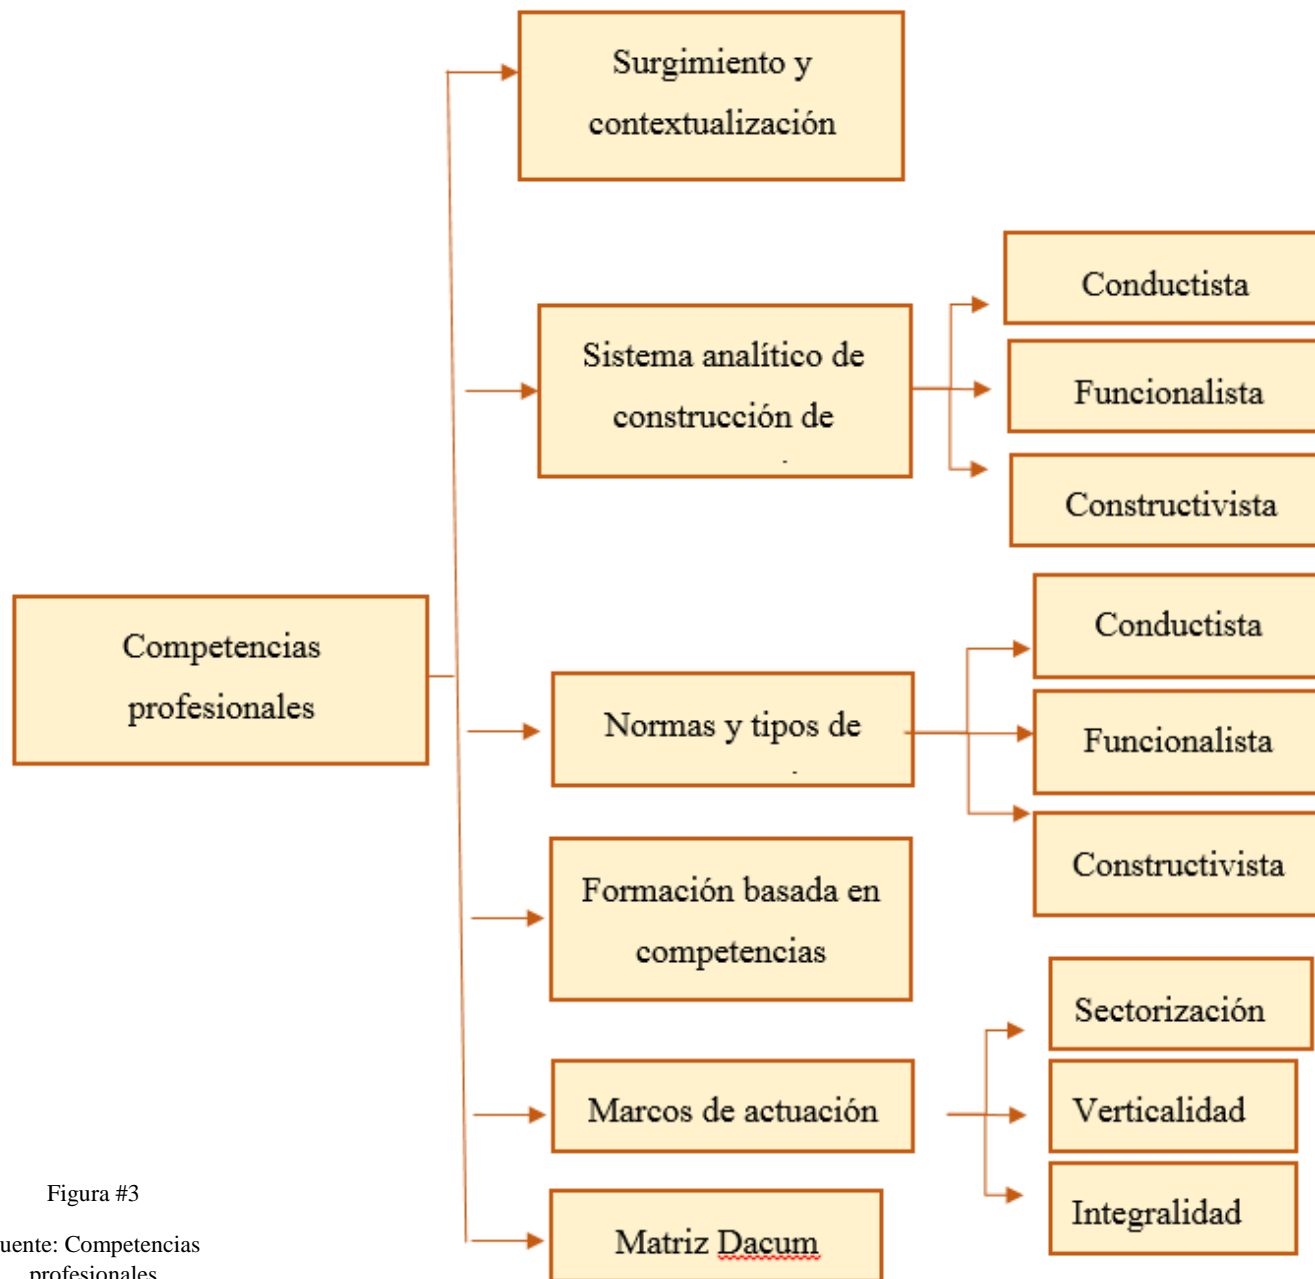 Surgimiento y
contextualización
Sistema analítico de
construcción de
Conductista
Funcionalista
Constructivista
Competencias
profesionales
Normas y tipos de
Conductista
Funcionalista
Constructivista
Formación basada en
competencias
Marcos de actuación
Sectorización
Verticalidad
Integralidad
Matriz Dacum
Figura #3
uente: Competencias
profesionales